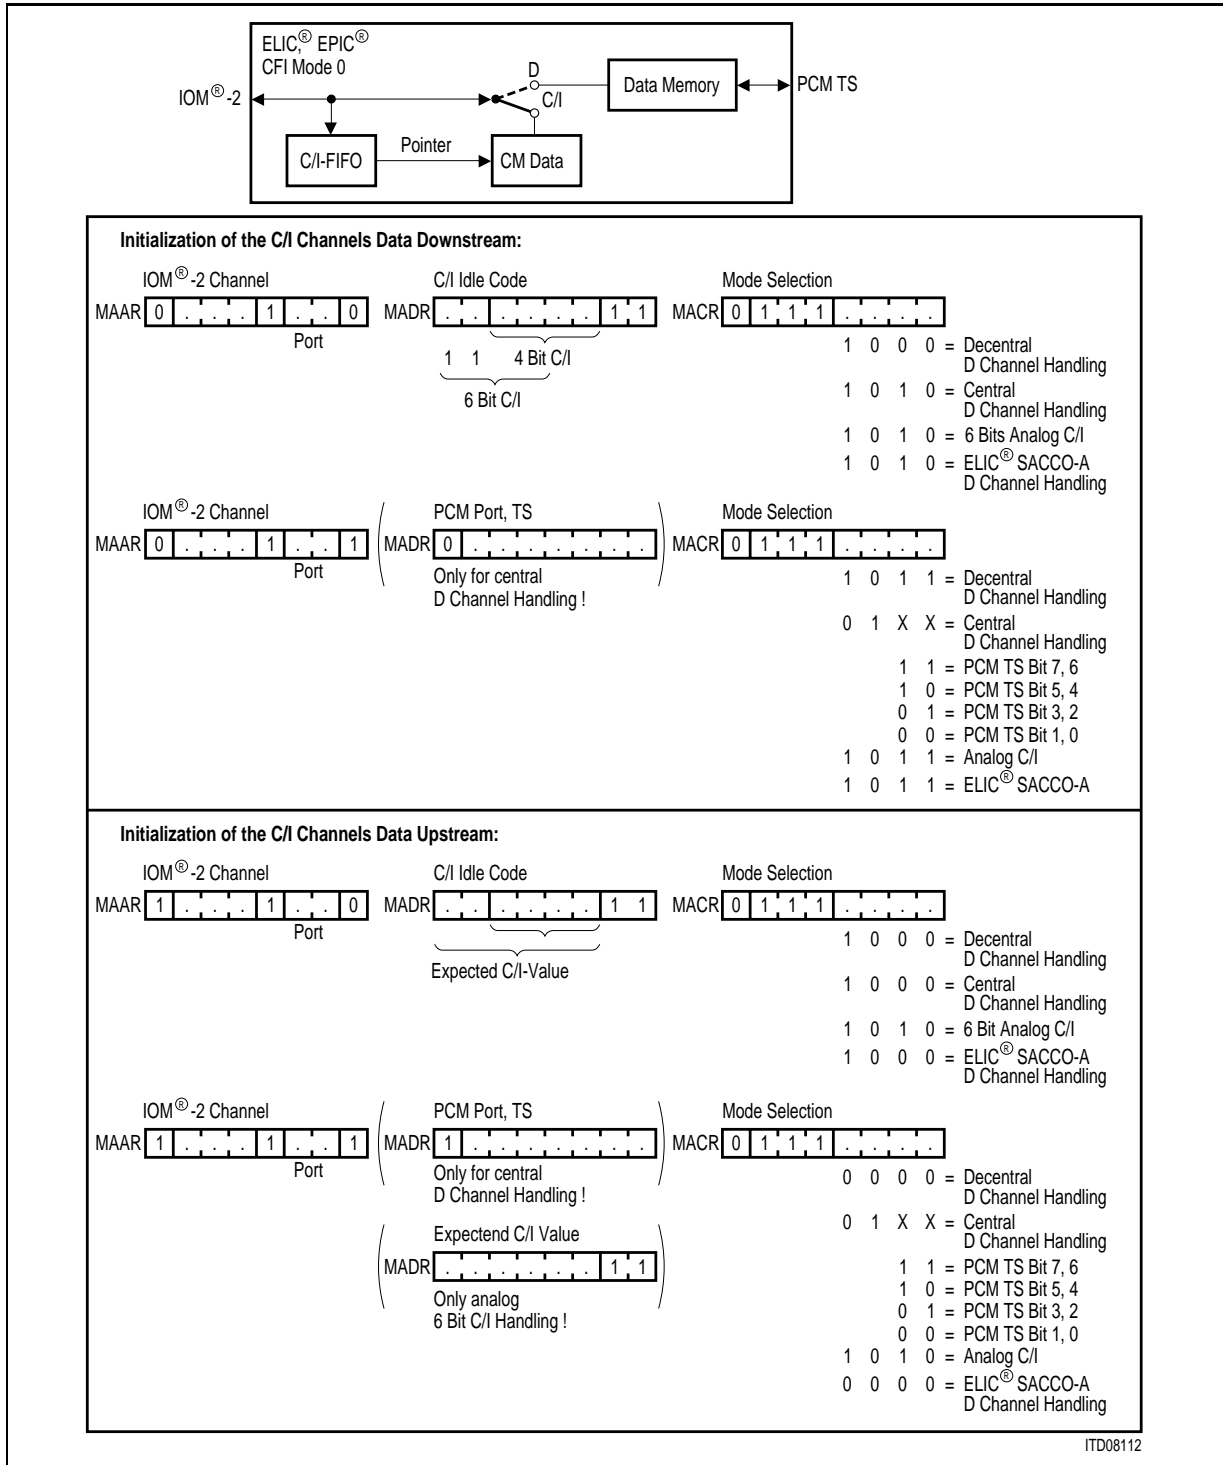 ELIC,® EPIC®
CFI Mode 0
IOM®-2
D
C/I
Data Memory
PCM TS
C/I-FIFO
Pointer
CM Data
Initialization of the C/I Channels Data Downstream:
IOM®-2 Channel C/I Idle Code Mode Selection
MAAR 0 . . . 1 . . 0 MADR . . . . . . 1 1 MACR 0 1 1 1 . . . .
Port
1 1 4 Bit C/I
6 Bit C/I
1 0 0 0 = Decentral
D Channel Handling
1 0 1 0 = Central
D Channel Handling
1 0 1 0 = 6 Bits Analog C/I
1 0 1 0 = ELIC® SACCO-A
D Channel Handling
IOM®-2 Channel PCM Port, TS Mode Selection
MAAR 0 . . . 1 . . 1 MADR 0 . . . . . . . MACR 0 1 1 1 . . . .
Port
Only for central
D Channel Handling !
1 0 1 1 = Decentral
D Channel Handling
0 1 X X = Central
D Channel Handling
1 1 = PCM TS Bit 7, 6
1 0 = PCM TS Bit 5, 4
0 1 = PCM TS Bit 3, 2
0 0 = PCM TS Bit 1, 0
1 0 1 1 = Analog C/I
1 0 1 1 = ELIC® SACCO-A
Initialization of the C/I Channels Data Upstream:
IOM®-2 Channel C/I Idle Code Mode Selection
MAAR 1 . . . 1 . . 0 MADR . . . . . . 1 1 MACR 0 1 1 1 . . . .
Port
Expected C/I-Value
1 0 0 0 = Decentral
D Channel Handling
1 0 0 0 = Central
D Channel Handling
1 0 1 0 = 6 Bit Analog C/I
1 0 0 0 = ELIC® SACCO-A
D Channel Handling
IOM®-2 Channel PCM Port, TS Mode Selection
MAAR 1 . . . 1 . . 1 MADR 1 . . . . . . . MACR 0 1 1 1 . . . .
Port
Only for central
D Channel Handling !
Expectend C/I Value
MADR . . . . . . 1 1
Only analog
6 Bit C/I Handling !
0 0 0 0 = Decentral
D Channel Handling
0 1 X X = Central
D Channel Handling
1 1 = PCM TS Bit 7, 6
1 0 = PCM TS Bit 5, 4
0 1 = PCM TS Bit 3, 2
0 0 = PCM TS Bit 1, 0
1 0 1 0 = Analog C/I
0 0 0 0 = ELIC® SACCO-A
D Channel Handling
ITD08112